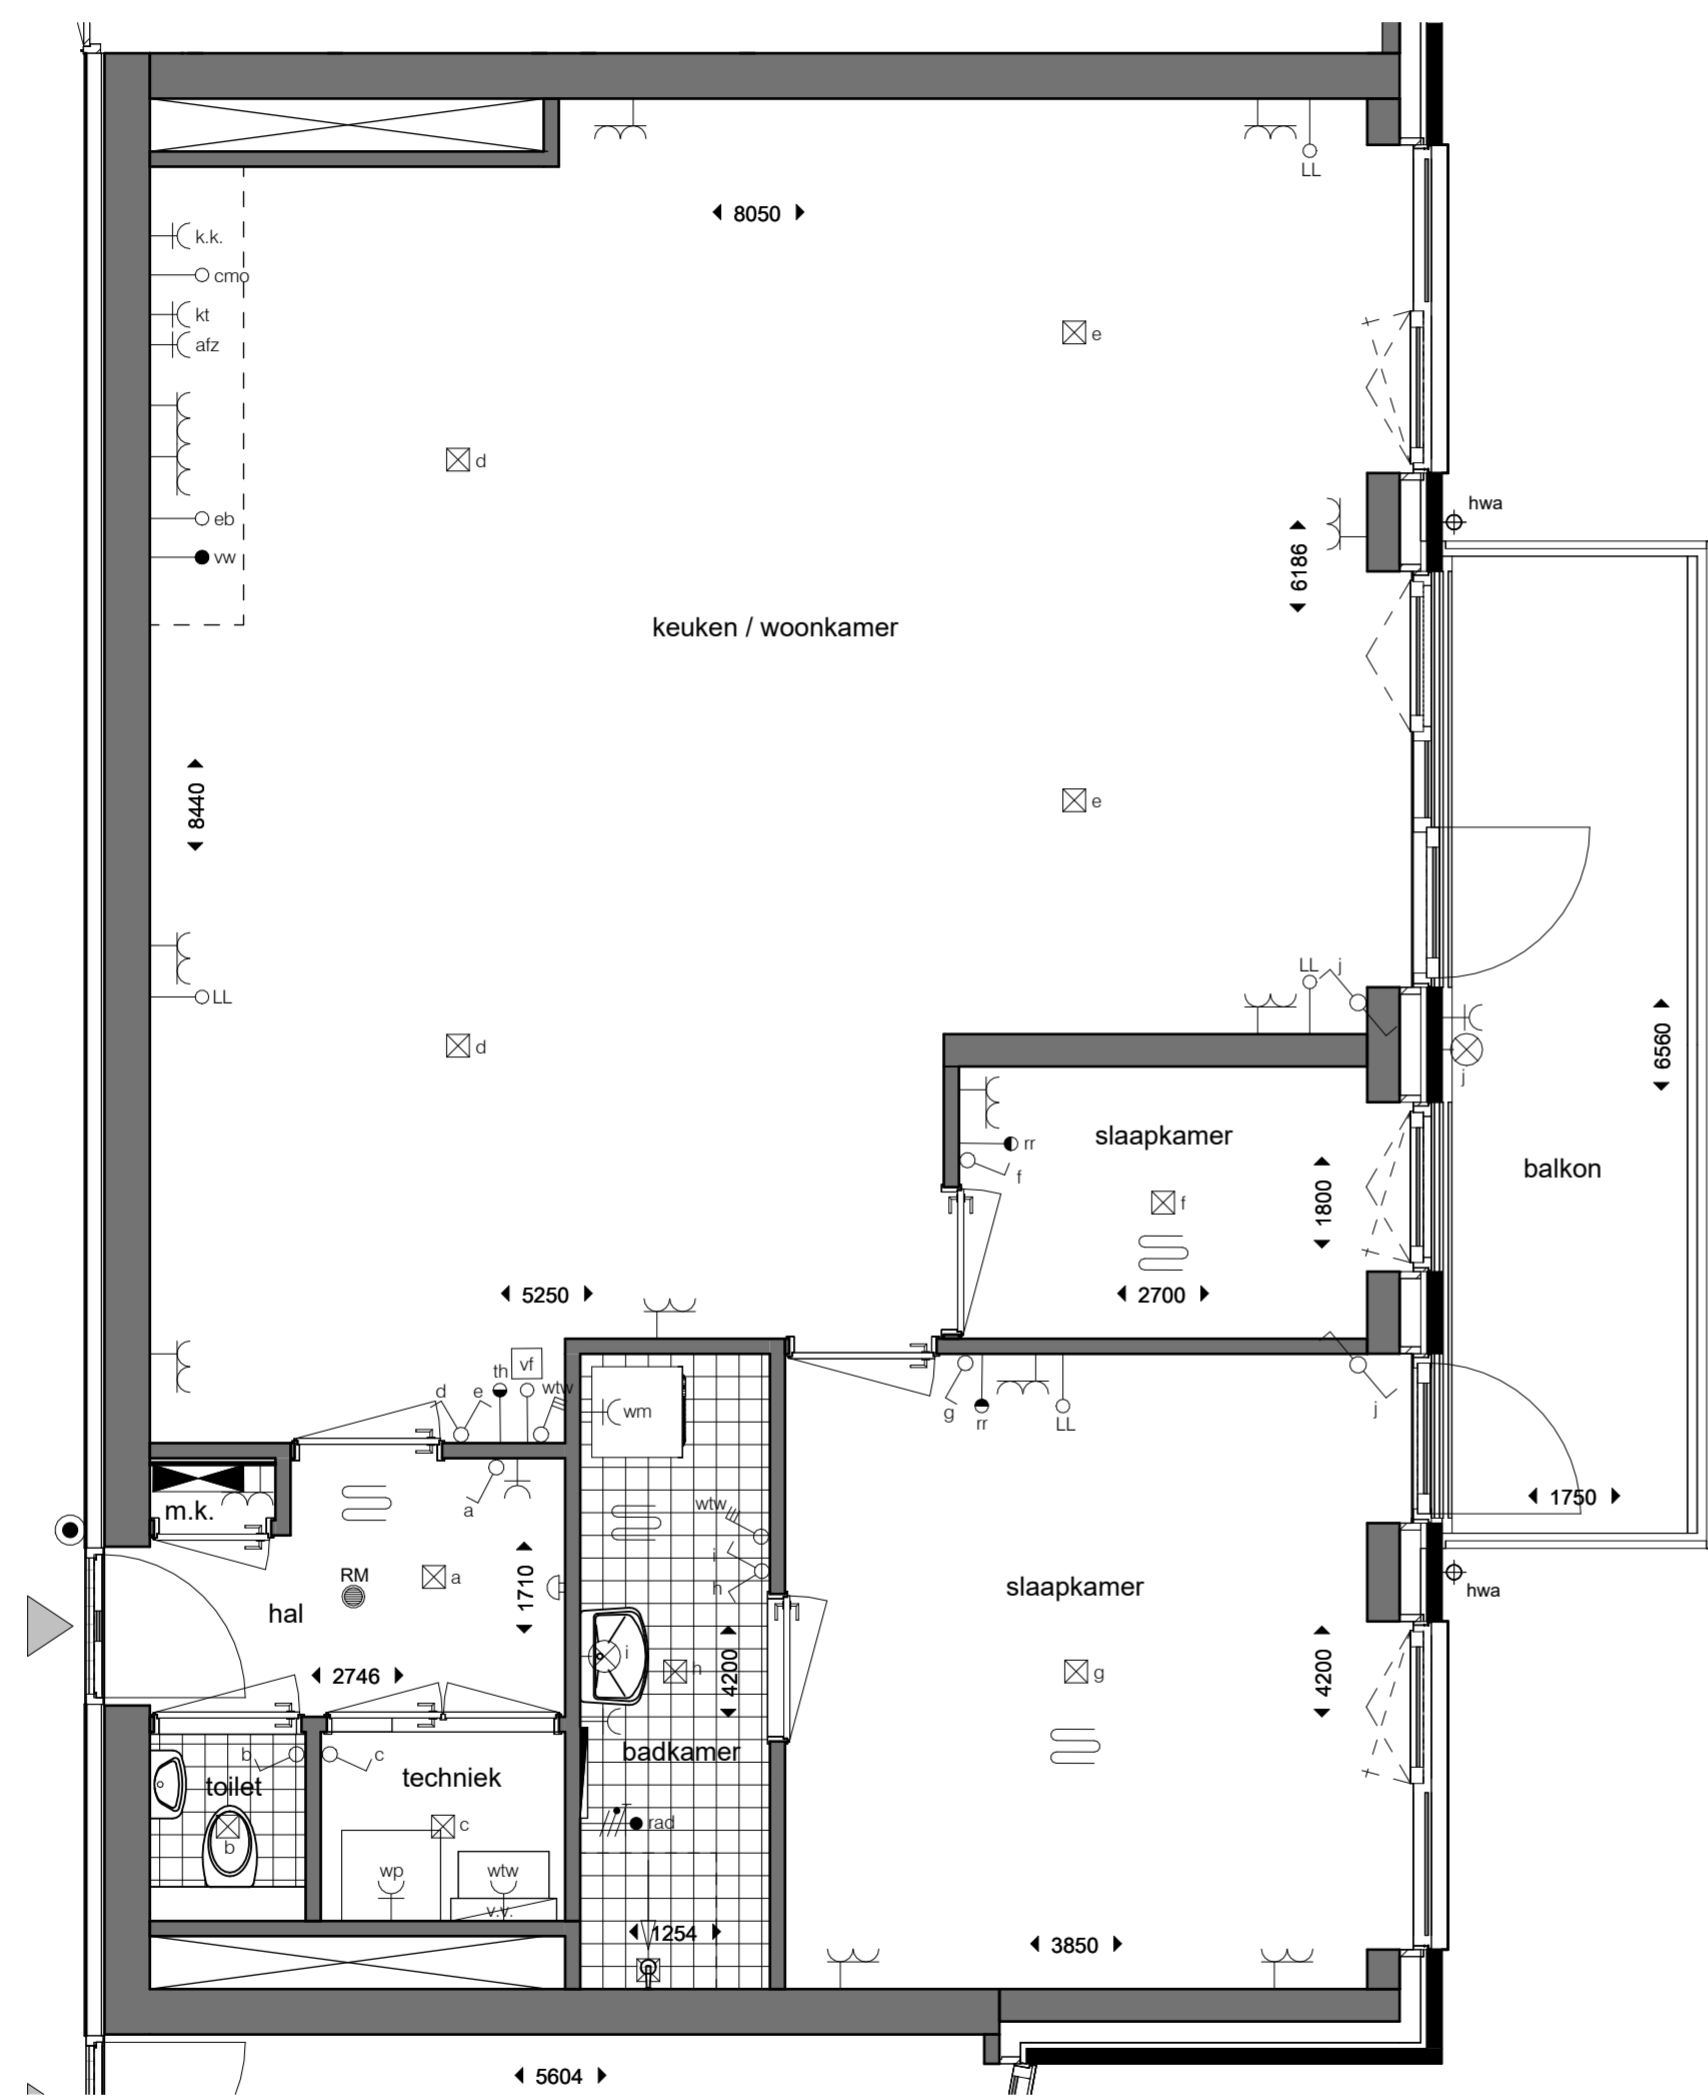 LL
8050
k.k.
cmo
kt
afz
e
d
eb
vw
hwa
6186
keuken / woonkamer
8440
e
LL
LL
j
d
j
6560
slaapkamer
rr
f
f
1800
balkon
5250
2700
th
vf
wtw
d
e
wm
g
rr
LL
j
1750
m.k.
a
wtw
i
h
RM
a
1710
hal
slaapkamer
hwa
2746
i
h
4200
g
4200
b
c
badkamer
toilet
techniek
b
c
rad
wp
wtw
v.v.
1254
3850
5604